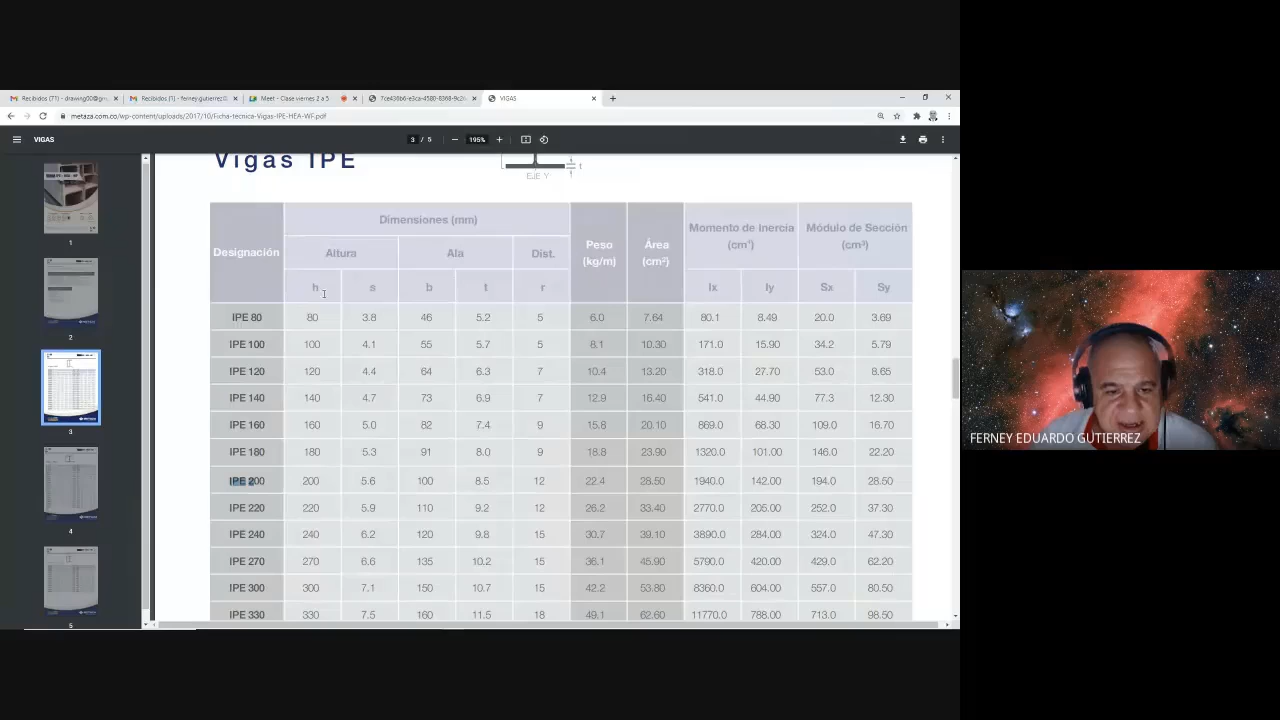 Recibidos (71) - drawing00@gm
Recibidos (1) - ferney.gutierrez
Meet - Clase viernes 2 a 5
7ce430b6-e3ca-4580-8368-9c2
VIGAS
metaza.com.co/wp-content/uploads/2017/10/Ficha-tecnica-Vigas-IPE-HEA-WF.pdf
VIGAS
3 / 5
195%
Vigas IPE
EJE Y
t
Designación
Dimensiones (mm)
Peso (kg/m)
Área (cm²)
Momento de Inercia (cm⁴)
Módulo de Sección (cm³)
Altura Ala Dist.
h s b t r Ix Iy Sx Sy
IPE 80 80 3.8 46 5.2 5 6.0 7.64 80.1 20.0 3.69
IPE 100 100 4.1 55 5.7 5 8.1 10.30 171.0 15.90 34.2 5.79
IPE 120 120 4.4 64 7 10.4 13.20 318.0 27.70 53.0 8.65
IPE 140 4.7 73 7 12.9 16.40 541.0 44.90 77.3 12.30
IPE 160 160 5.0 82 9 15.8 20.10 869.0 109.0 16.70
IPE 180 180 5.3 91 9 18.8 23.90 1320.0 146.0 22.20
IPE 200 200 5.6 100 8.5 12 22.4 28.50 1940.0 142.00 194.0 28.50
IPE 220 220 5.9 110 9.2 12 26.2 33.40 2770.0 205.00 252.0 37.30
IPE 240 240 6.2 120 9.8 15 30.7 39.10 3890.0 284.00 324.0 47.30
IPE 270 270 6.6 135 10.2 15 36.1 45.90 5790.0 420.00 429.0 62.20
IPE 300 300 7.1 150 10.7 15 42.2 53.80 8360.0 604.00 557.0 80.50
IPE 330 330 7.5 160 11.5 18 49.1 62.60 11770.0 788.00 713.0 98.50
1
2
3
4
5
FERNEY EDUARDO GUTIERREZ